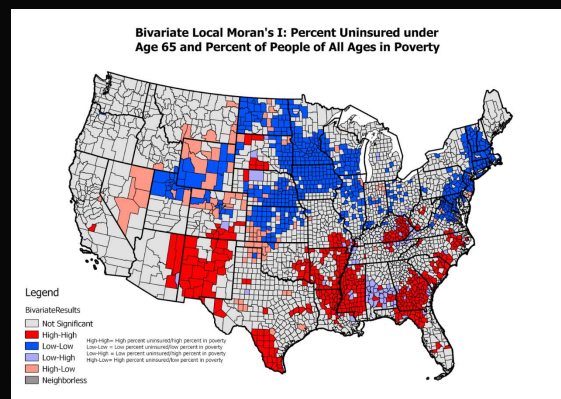 Bivariate Local Moran's I: Percent Uninsured under
Age 65 and Percent of People of All Ages in Poverty
Legend
BivariateResults
Not Significant
High-High
Low-Low
Low-High
High-Low
Neighborless
High-High= High percent uninsured/high percent in poverty
Low-Low = Low percent uninsured/low percent in poverty
Low-High = Low percent uninsured/high percent in poverty
High-Low= High percent uninsured/low percent in poverty